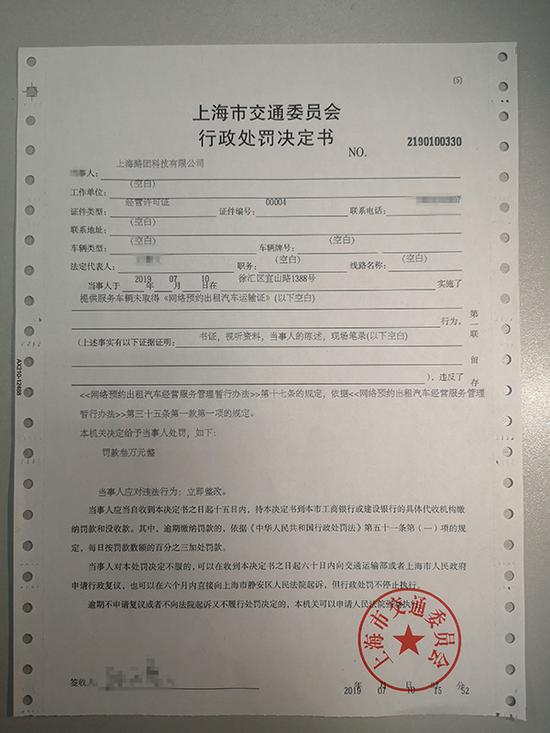 (5)
上海市交通委员会
行政处罚决定书
NO. 2190100330
事人: 上海路团科技有限公司
工作单位: (空白)
证件类型: 经营许可证 证件编号: 00004 联系电话:
联系地址: (空白)
车辆类型: (空白) 车辆牌号: (空白)
法定代表人: 职务: (空白) 线路名称: (空白)
当事人于 2019 年 07 月 10 日在 徐汇区宜山路1388号 实施了
提供服务车辆未取得《网络预约出租汽车运输证》(以下空白)
行为,
(上述事实有以下证据证明: 书证, 视听资料, 当事人的陈述, 现场笔录(以下空白)
), 违反了
<<网络预约出租汽车经营服务管理暂行办法>>第十七条的规定, 依据<<网络预约出租汽车经营服务管理
暂行办法>>第三十五条第一款第一项的规定。
本机关决定给予当事人处罚, 如下:
罚款叁万元整
当事人应对违法行为: 立即整改。
当事人应当自收到本决定书之日起十五日内, 持本决定书到本市工商银行或建设银行的具体代收机构缴
纳罚款和没收款。其中, 逾期缴纳罚款的, 依据《中华人民共和国行政处罚法》第五十一条第(一)项的规
定, 每日按罚款数额的百分之三加处罚款。
当事人对本处罚决定不服的, 可以在收到本决定书之日起六十日内向交通运输部或者上海市人民政府
申请行政复议, 也可以在六个月内直接向上海市静安区人民法院起诉, 但行政处罚不停止执行。
逾期不申请复议或者不向法院起诉又不履行处罚决定的, 本机关可以申请人民法院强制执行。
上海市交通委员会
签收人:
2019 年 07 月 10 日 15 时 52 分
第一联 留存
AX210-12488